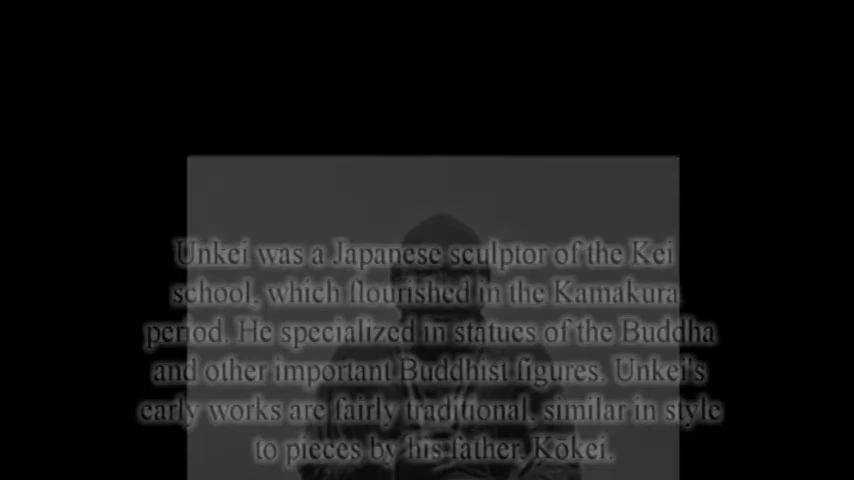 Unkei was a Japanese sculptor of the Kei
school, which flourished in the Kamakura
period. He specialized in statues of the Buddha
and other important Buddhist figures. Unkei's
early works are fairly traditional, similar in style
to pieces by his father, Kōkei.